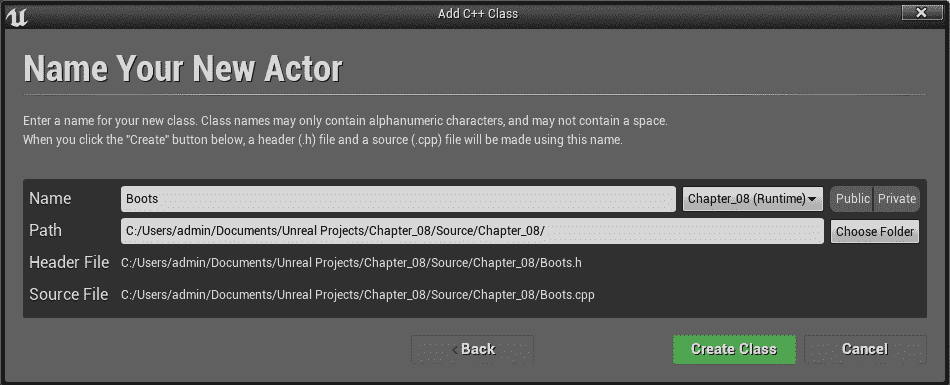 Add C++ Class
Name Your New Actor
Enter a name for your new class. Class names may only contain alphanumeric characters, and may not contain a space.
When you click the "Create" button below, a header (.h) file and a source (.cpp) file will be made using this name.
Name Boots Chapter_08 (Runtime) Public Private
Path C:/Users/admin/Documents/Unreal Projects/Chapter_08/Source/Chapter_08/ Choose Folder
Header File C:/Users/admin/Documents/Unreal Projects/Chapter_08/Source/Chapter_08/Boots.h
Source File C:/Users/admin/Documents/Unreal Projects/Chapter_08/Source/Chapter_08/Boots.cpp
Back Create Class Cancel